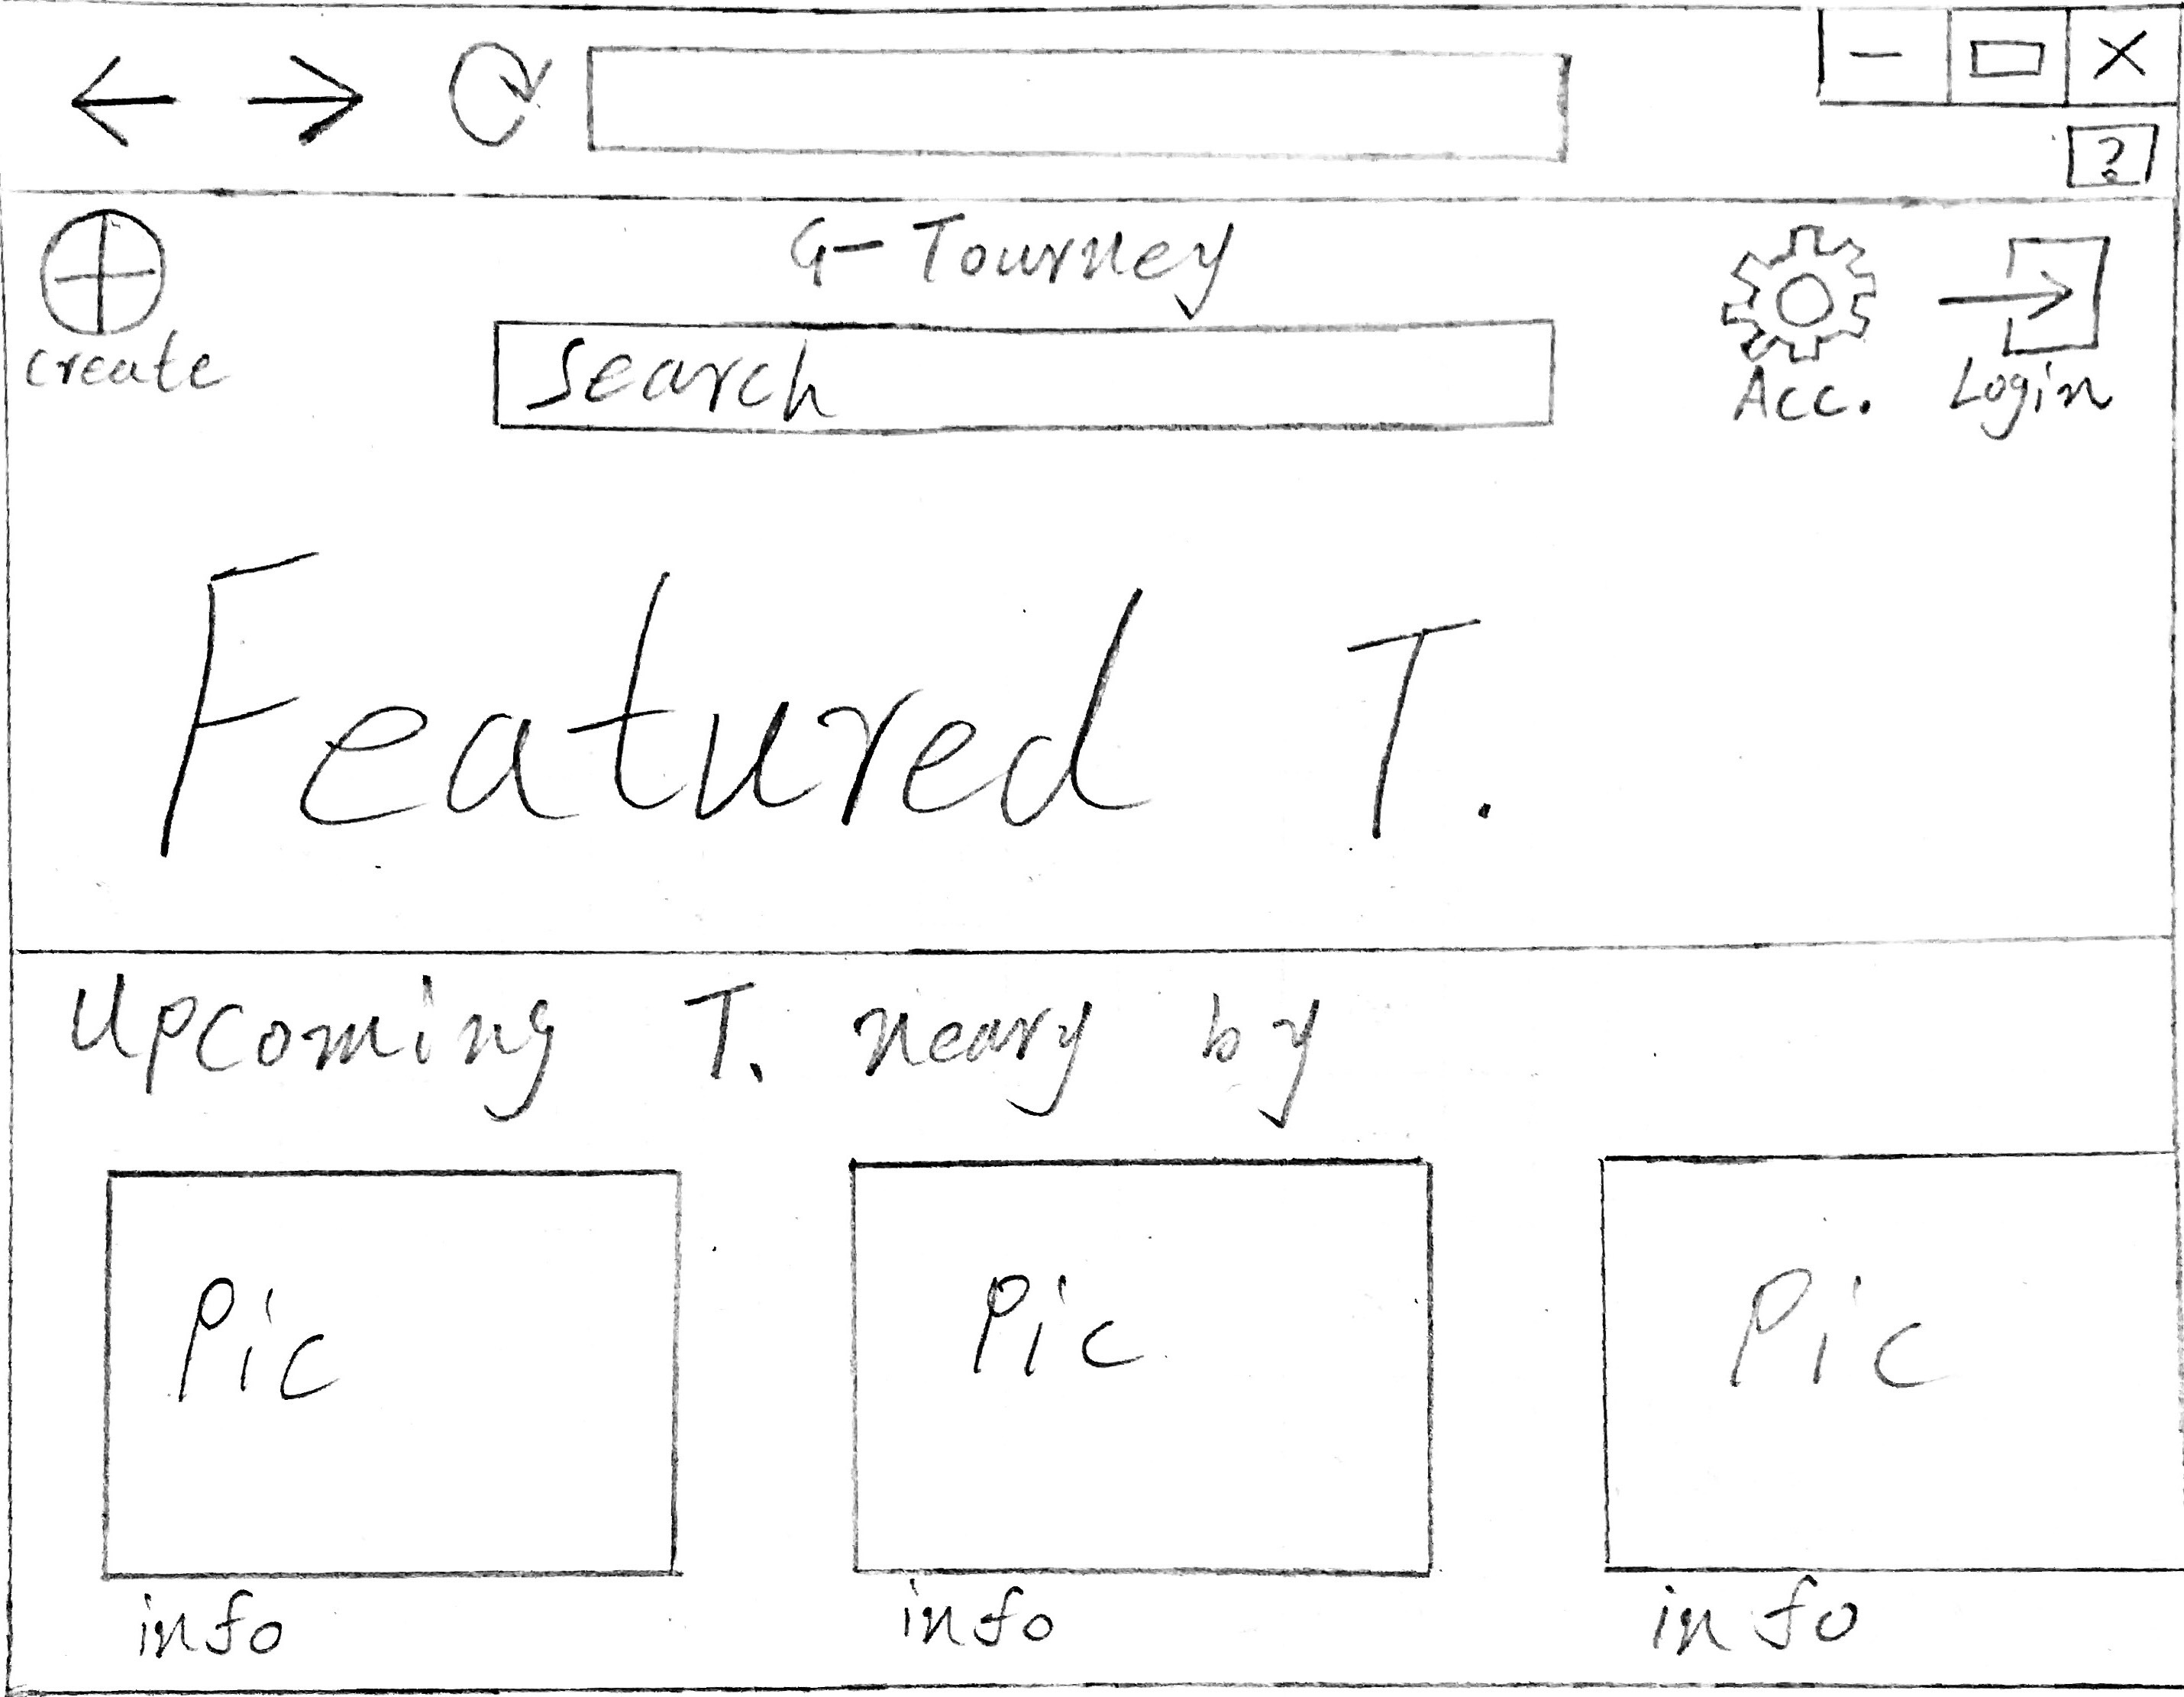 ?
G-Tourney
create
Search
Acc.
Login
Featured T.
Upcoming T. neary by
Pic
Pic
Pic
info
info
info